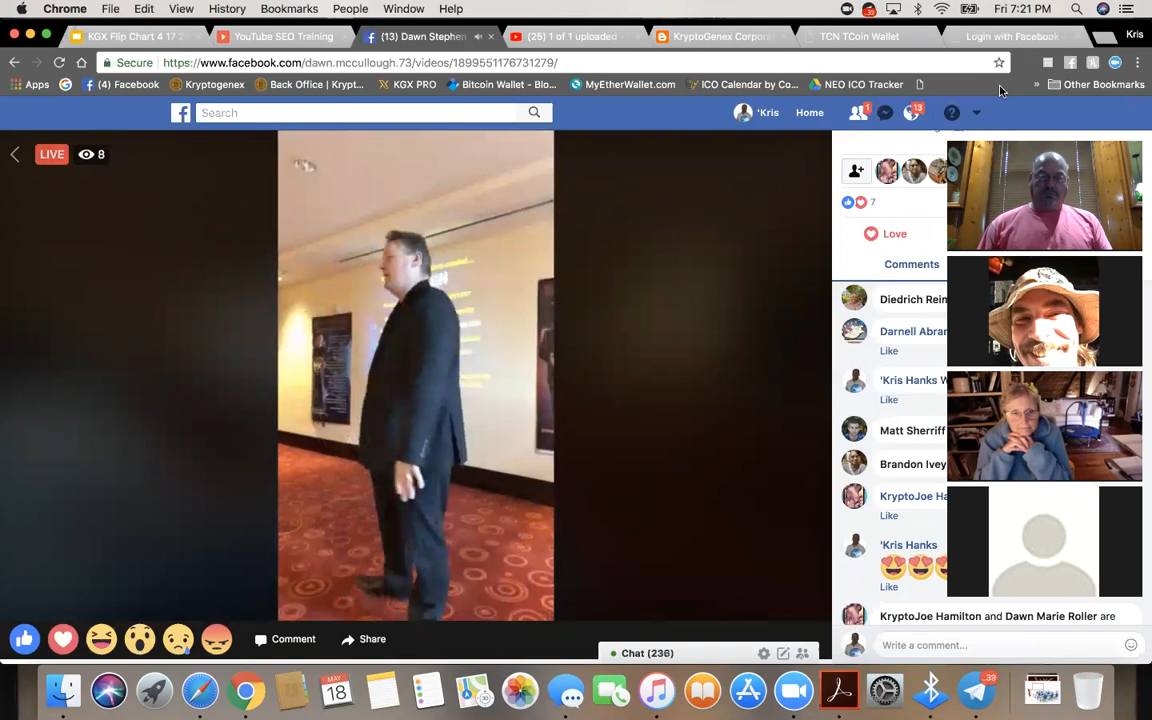 Chrome File Edit View History Bookmarks People Window Help Fri 7:21 PM
KGX Flip Chart 4 17 YouTube SEO Training (13) Dawn Stephen (25) 1 of 1 uploaded KryptoGenex Corpora TCN TCoin Wallet Login with Facebook Kris
Secure https://www.facebook.com/dawn.mccullough.73/videos/1899551176731279/
Apps (4) Facebook Kryptogenex Back Office | Krypt... KGX PRO Bitcoin Wallet - Blo... MyEtherWallet.com ICO Calendar by Co... NEO ICO Tracker » Other Bookmarks
Search 'Kris Home 1 13
LIVE 8
7
Love
Comments
Diedrich Rein
Darnell Abra
Like
'Kris Hanks W
Like
Matt Sherriff
Brandon Ivey
KryptoJoe Ha
Like
'Kris Hanks
Like
KryptoJoe Hamilton and Dawn Marie Roller are
Comment Share
Chat (236)
Write a comment...
MAY
18
39